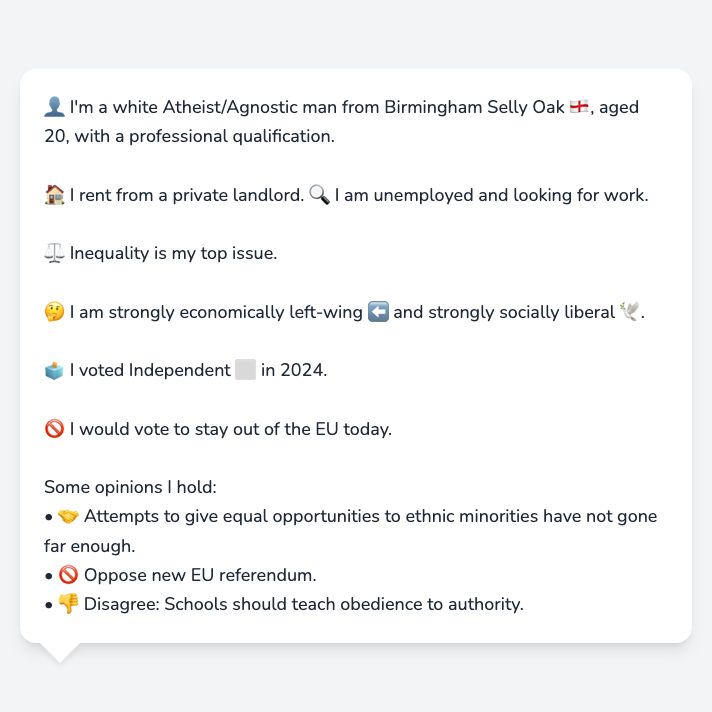 👤 I'm a white Atheist/Agnostic man from Birmingham Selly Oak 🏴󠁧󠁢󠁥󠁮󠁧󠁿, aged
20, with a professional qualification.
🏠 I rent from a private landlord. 🔍 I am unemployed and looking for work.
⚖️ Inequality is my top issue.
🤔 I am strongly economically left-wing ⬅️ and strongly socially liberal 🕊️.
🗳️ I voted Independent ⬜ in 2024.
🚫 I would vote to stay out of the EU today.
Some opinions I hold:
• 🤝 Attempts to give equal opportunities to ethnic minorities have not gone
far enough.
• 🚫 Oppose new EU referendum.
• 👎 Disagree: Schools should teach obedience to authority.